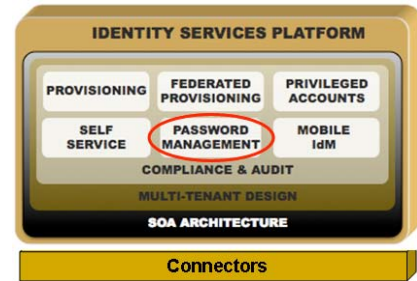 IDENTITY SERVICES PLATFORM
PROVISIONING
FEDERATED
PROVISIONING
PRIVILEGED
ACCOUNTS
SELF
SERVICE
PASSWORD
MANAGEMENT
MOBILE
IdM
COMPLIANCE & AUDIT
MULTI-TENANT DESIGN
SOA ARCHITECTURE
Connectors